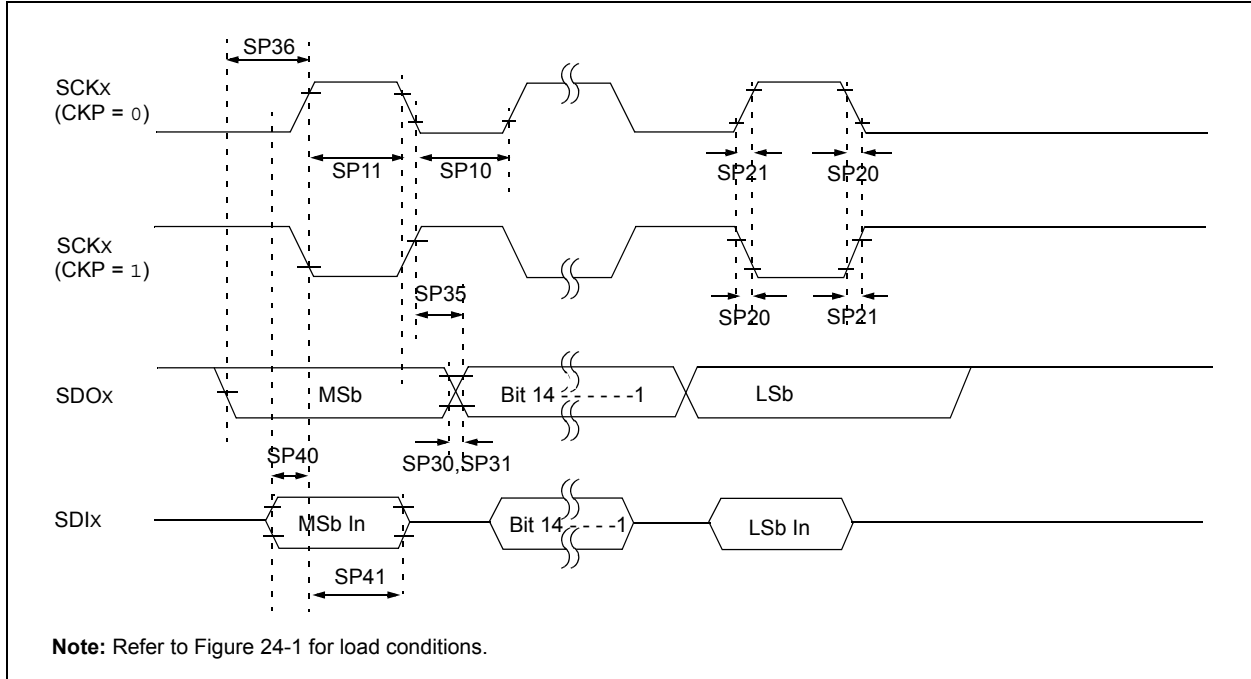 SP36
SCKx
(CKP = 0)
SP11
SP10
SP21
SP20
SCKx
(CKP = 1)
SP35
SP20
SP21
SDOx
MSb
Bit 14 - - - - - -1
LSb
SP40
SP30,SP31
SDIx
MSb In
Bit 14 - - - -1
LSb In
SP41
Note: Refer to Figure 24-1 for load conditions.